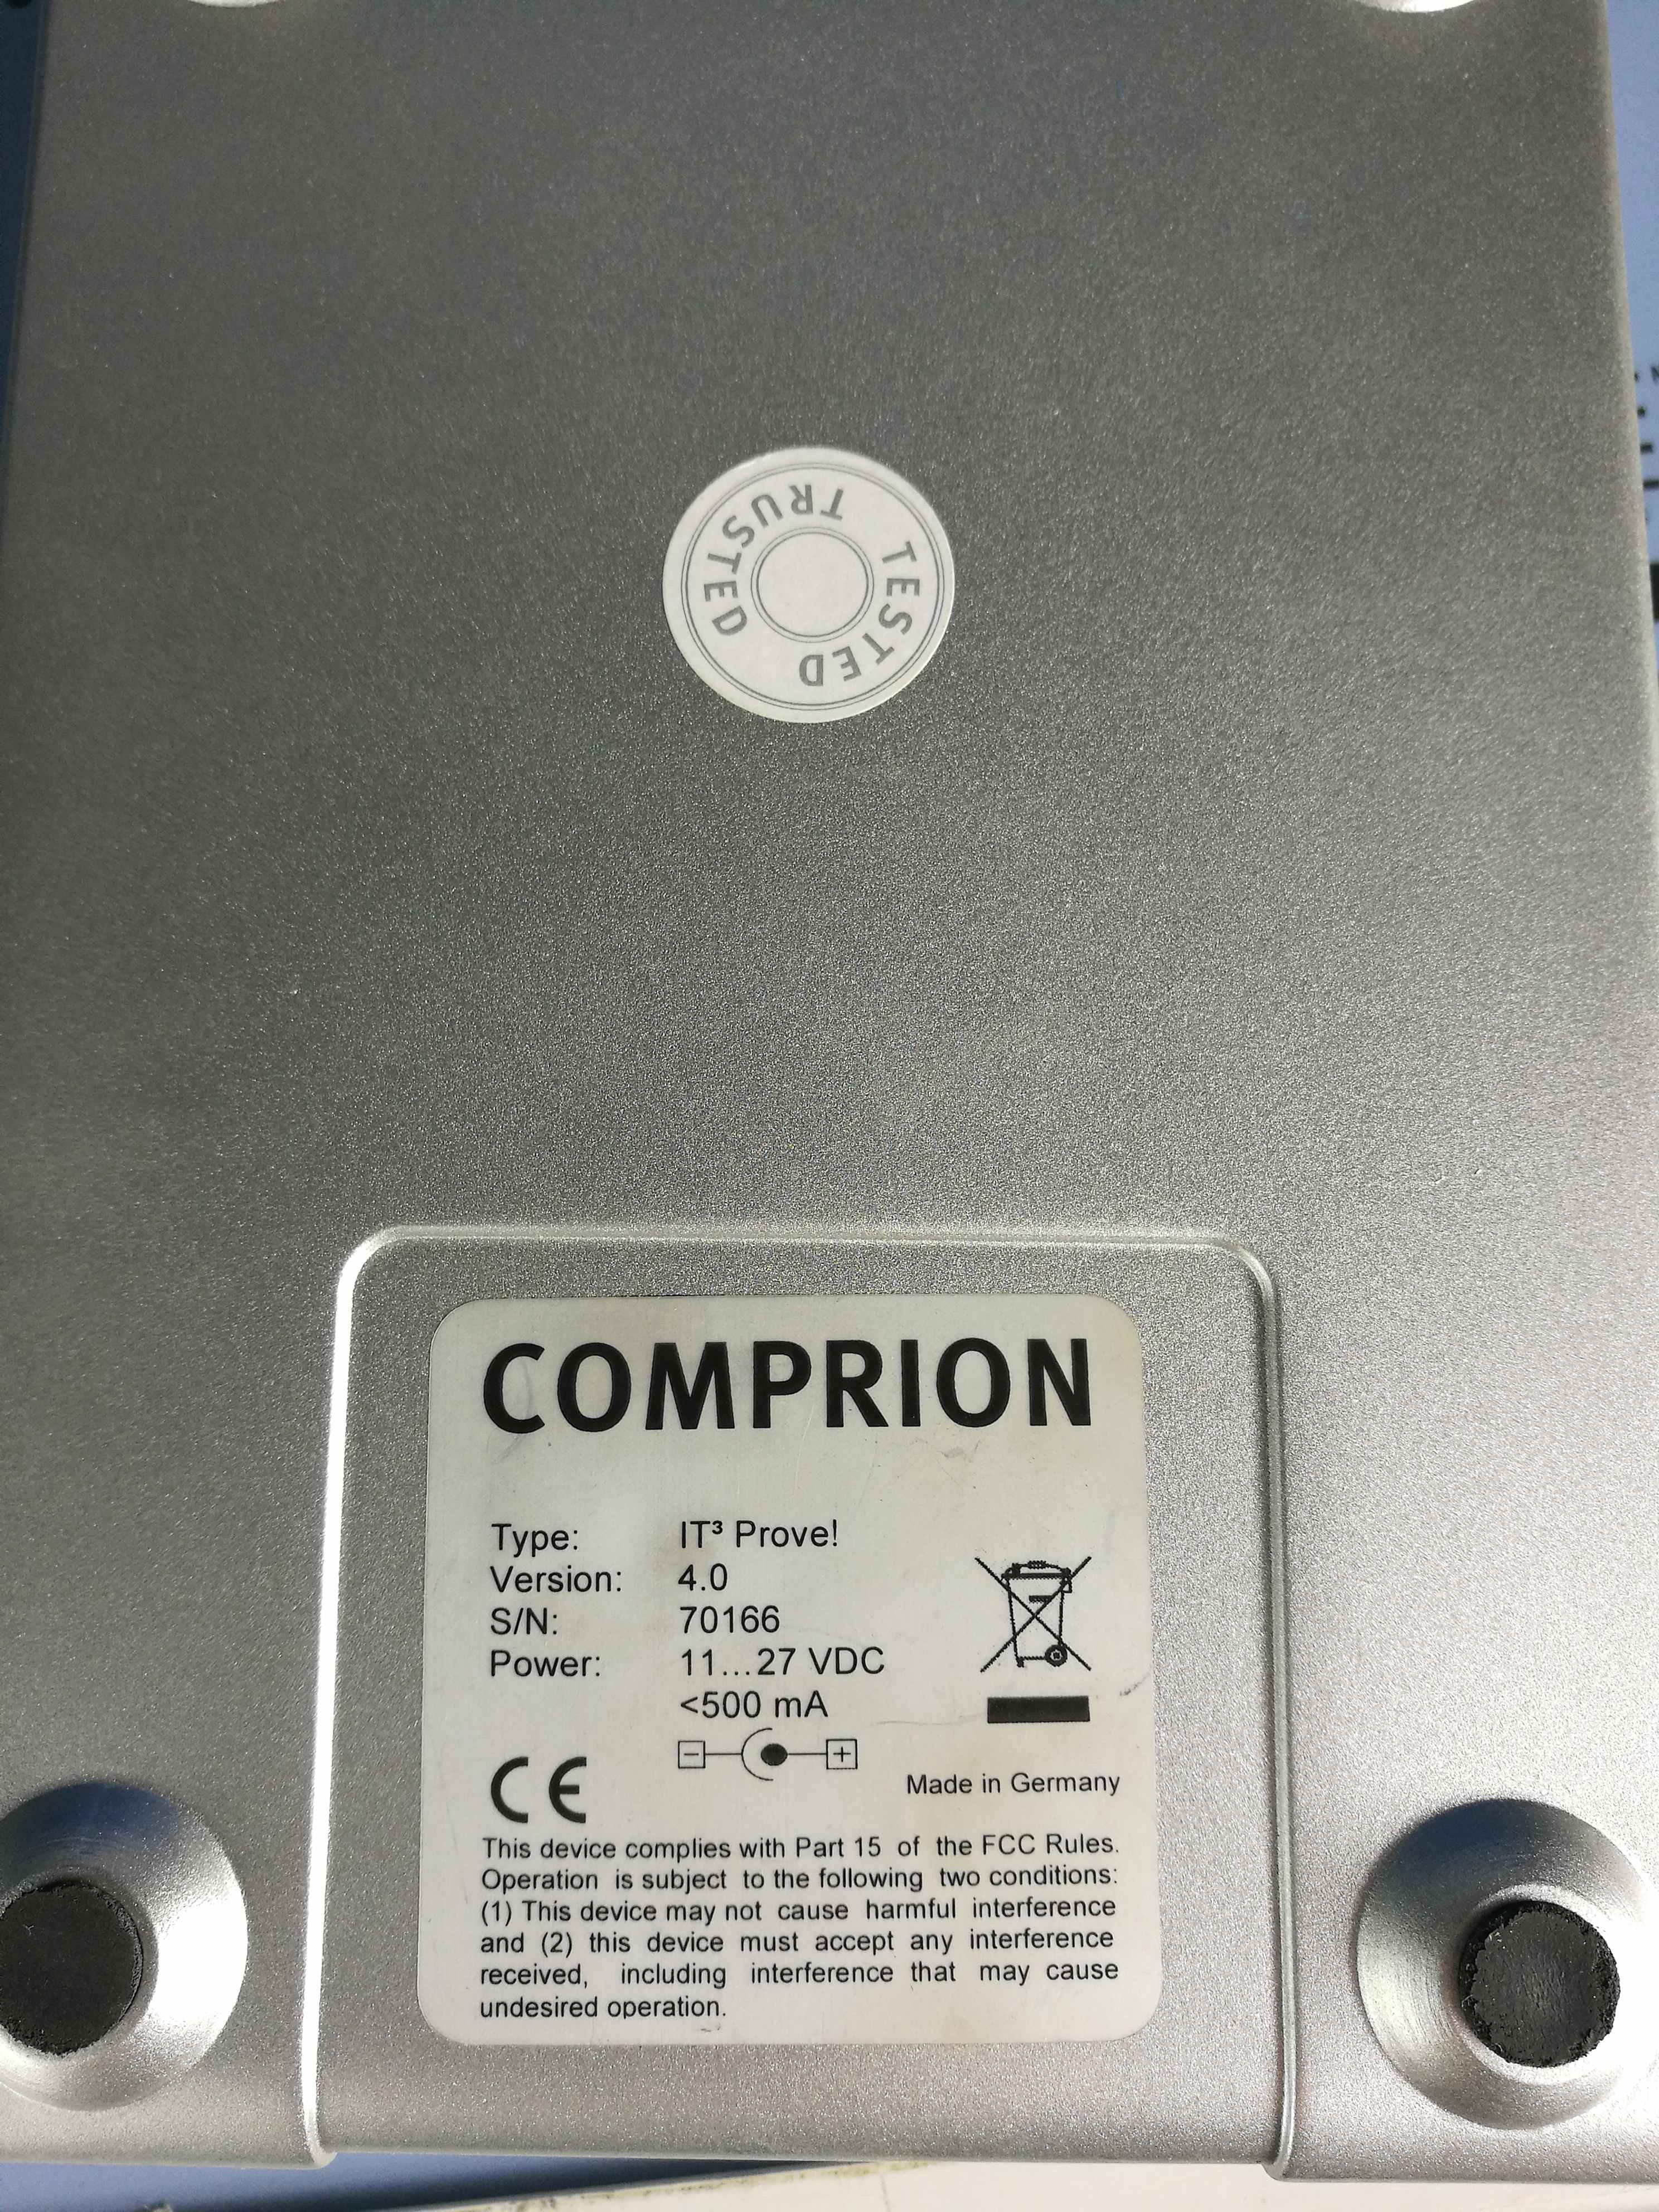 TRUSTED
TESTED
COMPRION
Type: IT³ Prove!
Version: 4.0
S/N: 70166
Power: 11...27 VDC
<500 mA
- +
CE
Made in Germany
This device complies with Part 15 of the FCC Rules.
Operation is subject to the following two conditions:
(1) This device may not cause harmful interference
and (2) this device must accept any interference
received, including interference that may cause
undesired operation.